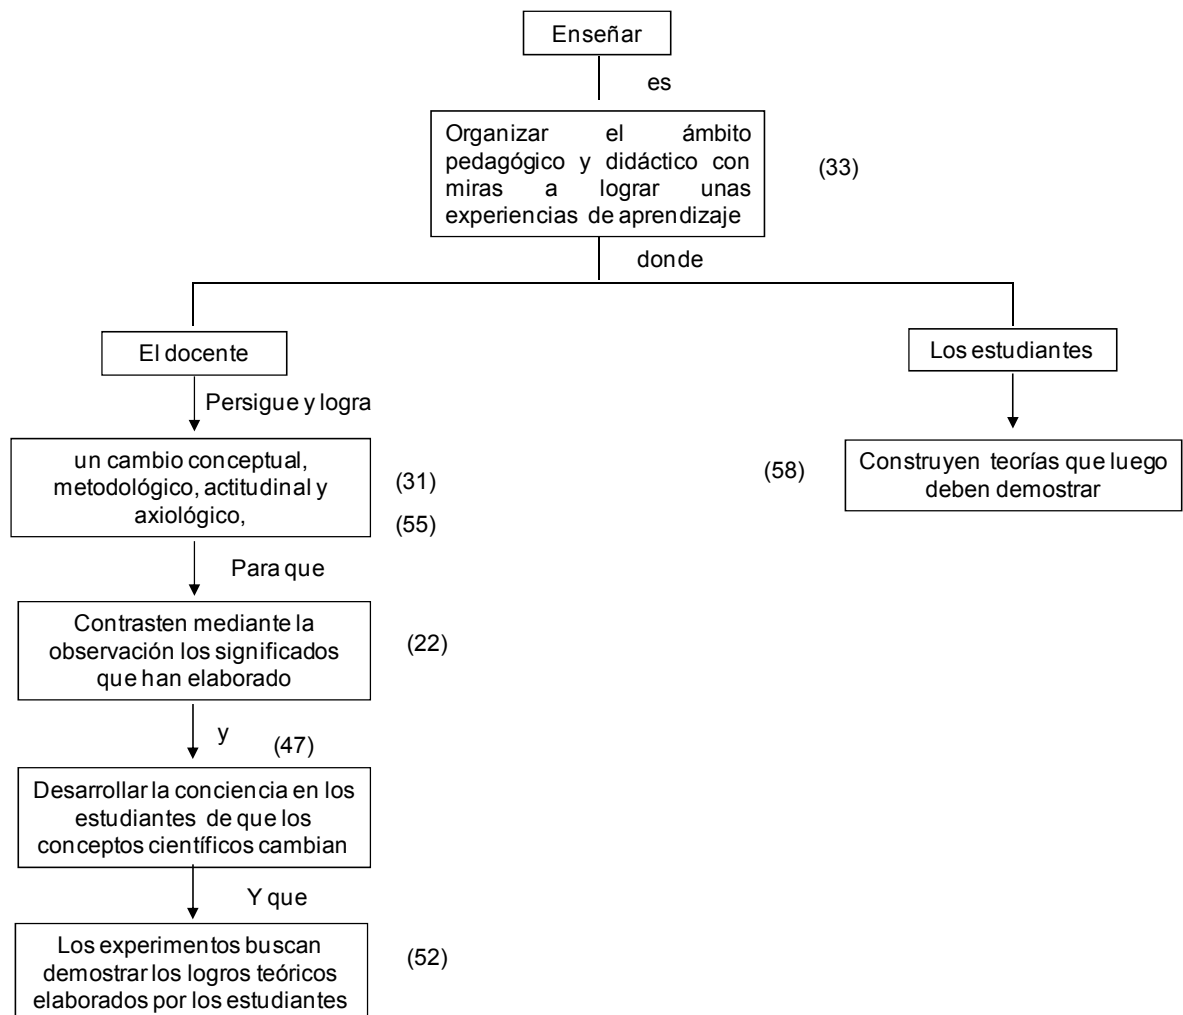 Enseñar
es
Organizar el ámbito
pedagógico y didáctico con
miras a lograr unas
experiencias de aprendizaje
(33)
donde
El docente
Los estudiantes
Persigue y logra
un cambio conceptual,
metodológico, actitudinal y
axiológico,
(31)
(55)
(58)
Construyen teorías que luego
deben demostrar
Para que
Contrasten mediante la
observación los significados
que han elaborado
(22)
y
(47)
Desarrollar la conciencia en los
estudiantes de que los
conceptos científicos cambian
Y que
Los experimentos buscan
demostrar los logros teóricos
elaborados por los estudiantes
(52)